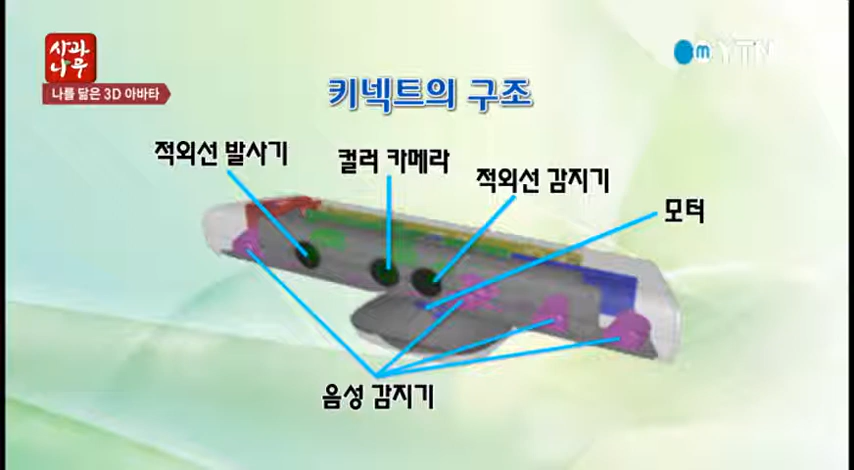 사과
나무
나를 닮은 3D 아바타
YTN
키넥트의 구조
적외선 발사기
컬러 카메라
적외선 감지기
모터
음성 감지기